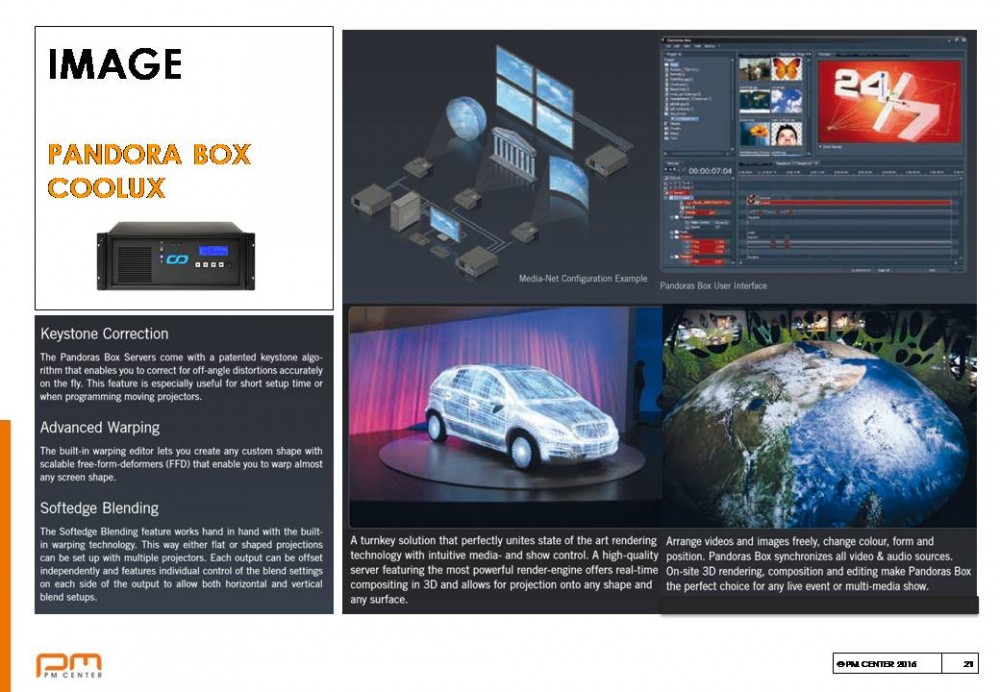 IMAGE
PANDORA BOX
COOLUX
Keystone Correction
The Pandoras Box Servers come with a patented keystone algo-
rithm that enables you to correct for off-angle distortions accurately
on the fly. This feature is especially useful for short setup time or
when programming moving projectors.
Advanced Warping
The built-in warping editor lets you create any custom shape with
scalable free-form-deformers (FFD) that enable you to warp almost
any screen shape.
Softedge Blending
The Softedge Blending feature works hand in hand with the built-
in warping technology. This way either flat or shaped projections
can be set up with multiple projectors. Each output can be offset
independently and features individual control of the blend settings
on each side of the output to allow both horizontal and vertical
blend setups.
Media-Net Configuration Example
24/7
00:00:07:04
Pandoras Box User Interface
A turnkey solution that perfectly unites state of the art rendering
technology with intuitive media- and show control. A high-quality
server featuring the most powerful render-engine offers real-time
compositing in 3D and allows for projection onto any shape and
any surface.
Arrange videos and images freely, change colour, form and
position. Pandoras Box synchronizes all video & audio sources.
On-site 3D rendering, composition and editing make Pandoras Box
the perfect choice for any live event or multi-media show.
PM CENTER
©PM CENTER 2016
21